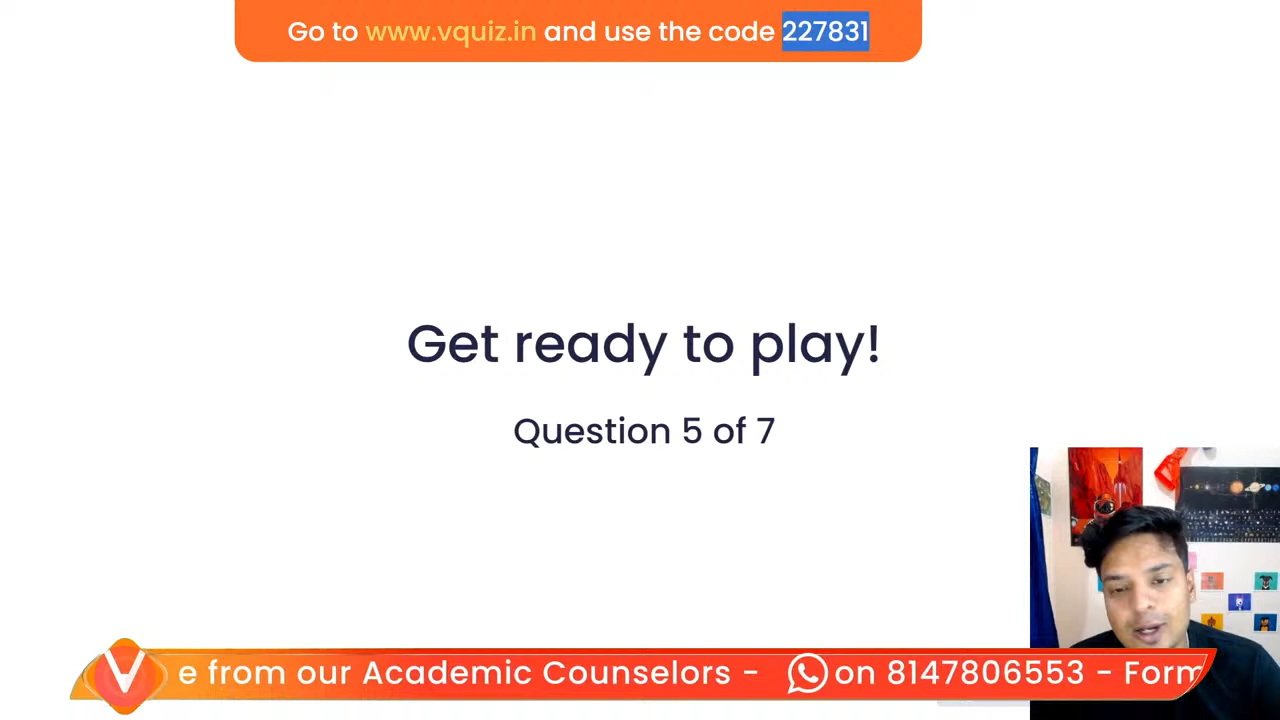 Go to www.vquiz.in and use the code 227831
Get ready to play!
Question 5 of 7
e from our Academic Counselors - on 8147806553 - Form